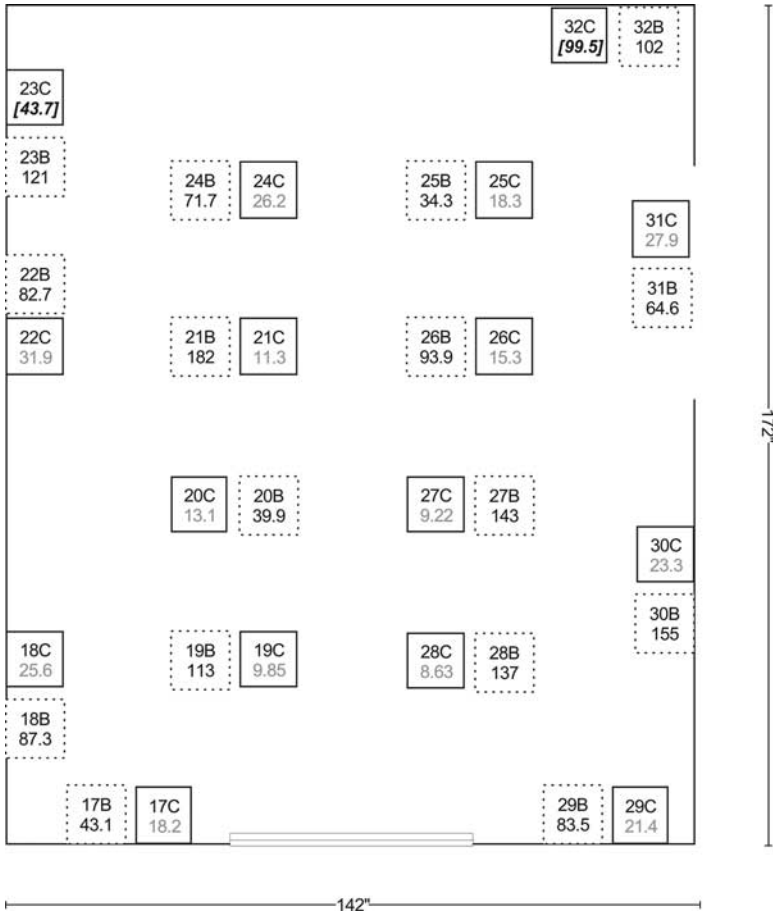 32C
[99.5]
32B
102
23C
[43.7]
23B
121
24B
71.7
24C
26.2
25B
34.3
25C
18.3
31C
27.9
22B
82.7
31B
64.6
22C
31.9
21B
182
21C
11.3
26B
93.9
26C
15.3
172"
20C
13.1
20B
39.9
27C
9.22
27B
143
30C
23.3
30B
155
18C
25.6
19B
113
19C
9.85
28C
8.63
28B
137
18B
87.3
17B
43.1
17C
18.2
29B
83.5
29C
21.4
142"